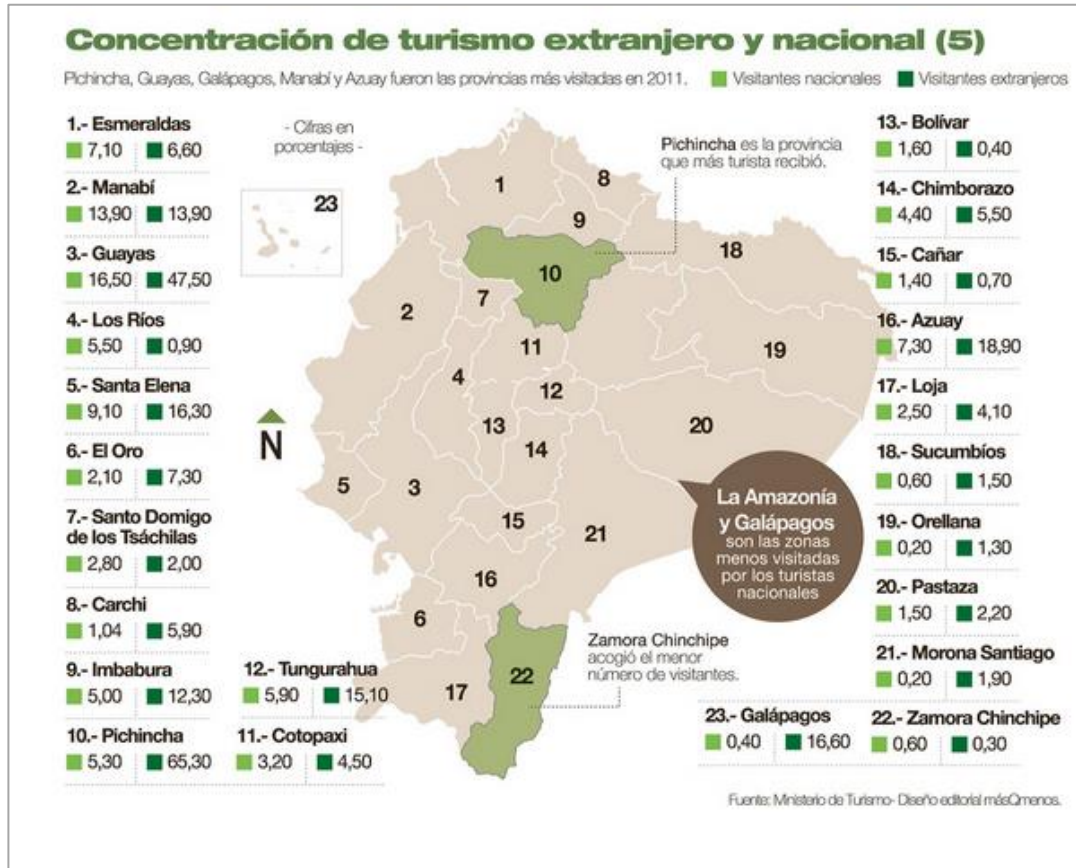 Concentración de turismo extranjero y nacional (5)
Pichincha, Guayas, Galápagos, Manabí y Azuay fueron las provincias más visitadas en 2011.
Visitantes nacionales
Visitantes extranjeros
- Cifras en
porcentajes -
1.- Esmeraldas
7,10 6,60
2.- Manabí
13,90 13,90
3.- Guayas
16,50 47,50
4.- Los Ríos
5,50 0,90
5.- Santa Elena
9,10 16,30
6.- El Oro
2,10 7,30
7.- Santo Domigo
de los Tsáchilas
2,80 2,00
8.- Carchi
1,04 5,90
9.- Imbabura
5,00 12,30
10.- Pichincha
5,30 65,30
12.- Tungurahua
5,90 15,10
11.- Cotopaxi
3,20 4,50
23
1
8
9
10
18
7
2
11
19
4
12
13
14
20
5
3
15
21
16
6
22
17
N
Pichincha es la provincia
que más turista recibió.
La Amazonía
y Galápagos
son las zonas
menos visitadas
por los turistas
nacionales
Zamora Chinchipe
acogió el menor
número de visitantes.
13.- Bolívar
1,60 0,40
14.- Chimborazo
4,40 5,50
15.- Cañar
1,40 0,70
16.- Azuay
7,30 18,90
17.- Loja
2,50 4,10
18.- Sucumbíos
0,60 1,50
19.- Orellana
0,20 1,30
20.- Pastaza
1,50 2,20
21.- Morona Santiago
0,20 1,90
23.- Galápagos
0,40 16,60
22.- Zamora Chinchipe
0,60 0,30
Fuente: Ministerio de Turismo- Diseño editorial másQmenos.